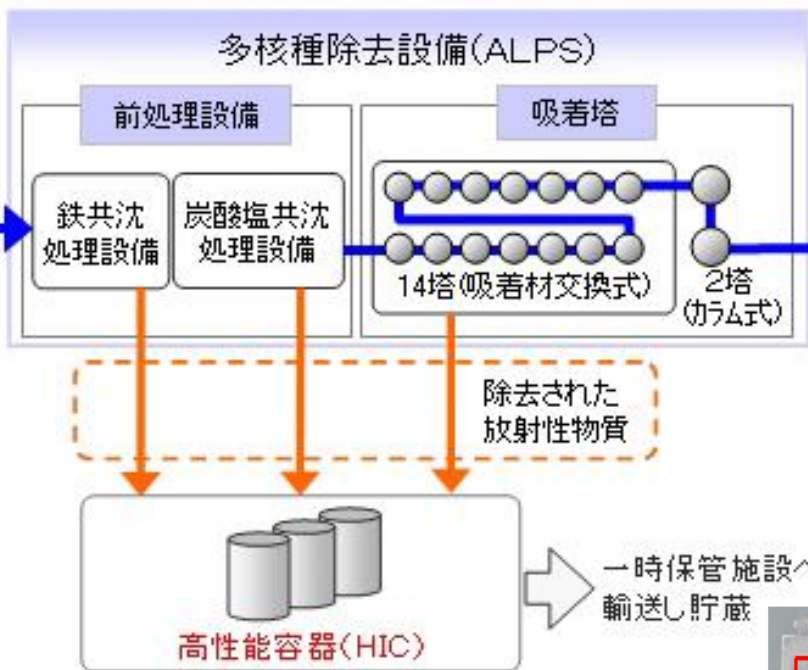 多核種除去設備(ALPS)
前処理設備
吸着塔
鉄共沈
処理設備
炭酸塩共沈
処理設備
14塔(吸着材交換式)
2塔
(カラム式)
除去された
放射性物質
高性能容器(HIC)
一時保管施設へ
輸送し貯蔵